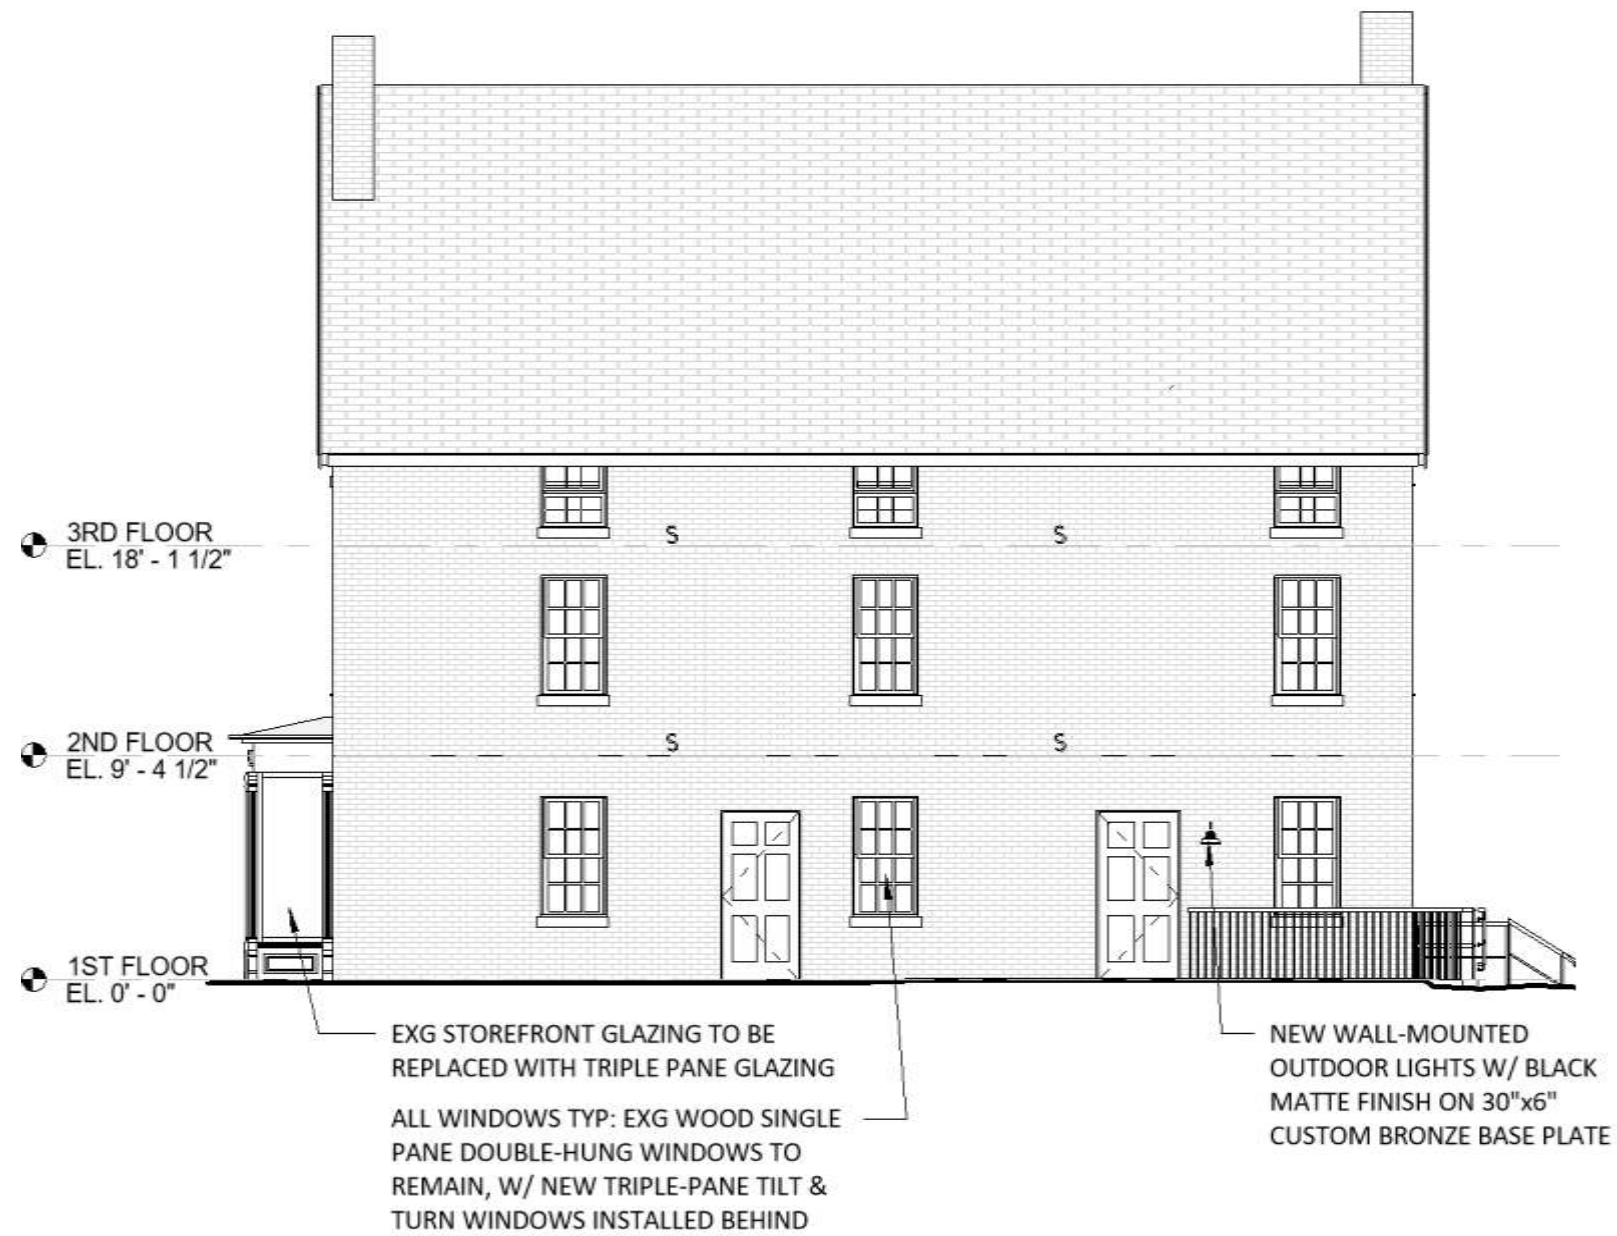 3RD FLOOR
EL. 18' - 1 1/2"
S
S
2ND FLOOR
EL. 9' - 4 1/2"
S
S
1ST FLOOR
EL. 0' - 0"
EXG STOREFRONT GLAZING TO BE
REPLACED WITH TRIPLE PANE GLAZING
ALL WINDOWS TYP: EXG WOOD SINGLE
PANE DOUBLE-HUNG WINDOWS TO
REMAIN, W/ NEW TRIPLE-PANE TILT &
TURN WINDOWS INSTALLED BEHIND
NEW WALL-MOUNTED
OUTDOOR LIGHTS W/ BLACK
MATTE FINISH ON 30"x6"
CUSTOM BRONZE BASE PLATE